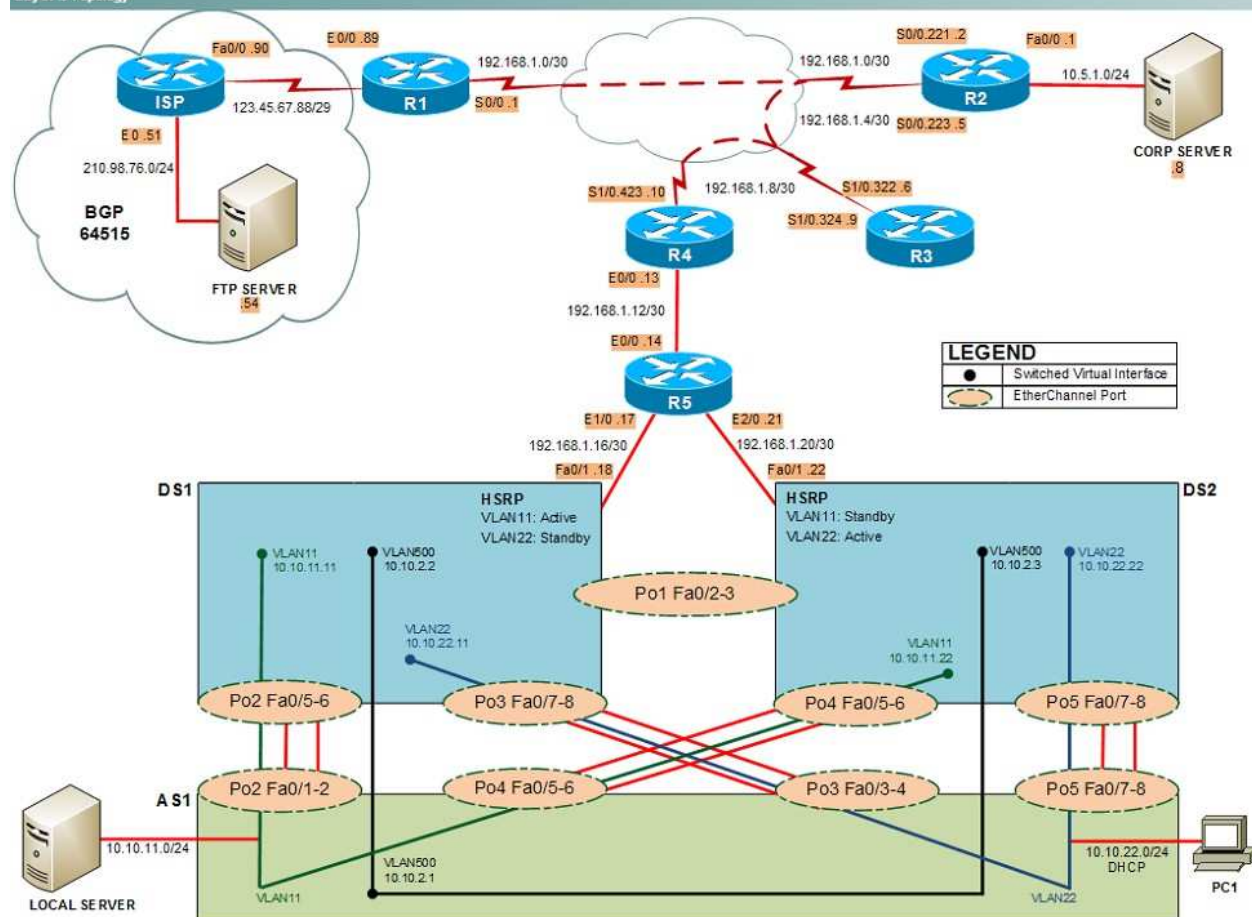 Fa0/0 .90
E0/0 .89
192.168.1.0/30
192.168.1.0/30
S0/0.221 .2
Fa0/0 .1
ISP
123.45.67.88/29
R1
S0/0 .1
R2
10.5.1.0/24
192.168.1.4/30
S0/0.223 .5
CORP SERVER
.8
E0 .51
210.98.76.0/24
BGP
64515
FTP SERVER
.54
S1/0.423 .10
192.168.1.8/30
S1/0.322 .6
S1/0.324 .9
R4
R3
E0/0 .13
192.168.1.12/30
E0/0 .14
R5
LEGEND
Switched Virtual Interface
EtherChannel Port
E1/0 .17
E2/0 .21
192.168.1.16/30
192.168.1.20/30
Fa0/1 .18
Fa0/1 .22
DS1
HSRP
VLAN11: Active
VLAN22: Standby
HSRP
VLAN11: Standby
VLAN22: Active
DS2
VLAN11
10.10.11.11
VLAN500
10.10.2.2
VLAN500
10.10.2.3
VLAN22
10.10.22.22
Po1 Fa0/2-3
VLAN22
10.10.22.11
VLAN11
10.10.11.22
Po2 Fa0/5-6
Po3 Fa0/7-8
Po4 Fa0/5-6
Po5 Fa0/7-8
AS1
Po2 Fa0/1-2
Po4 Fa0/5-6
Po3 Fa0/3-4
Po5 Fa0/7-8
10.10.11.0/24
LOCAL SERVER
VLAN500
10.10.2.1
VLAN11
VLAN22
10.10.22.0/24
DHCP
PC1